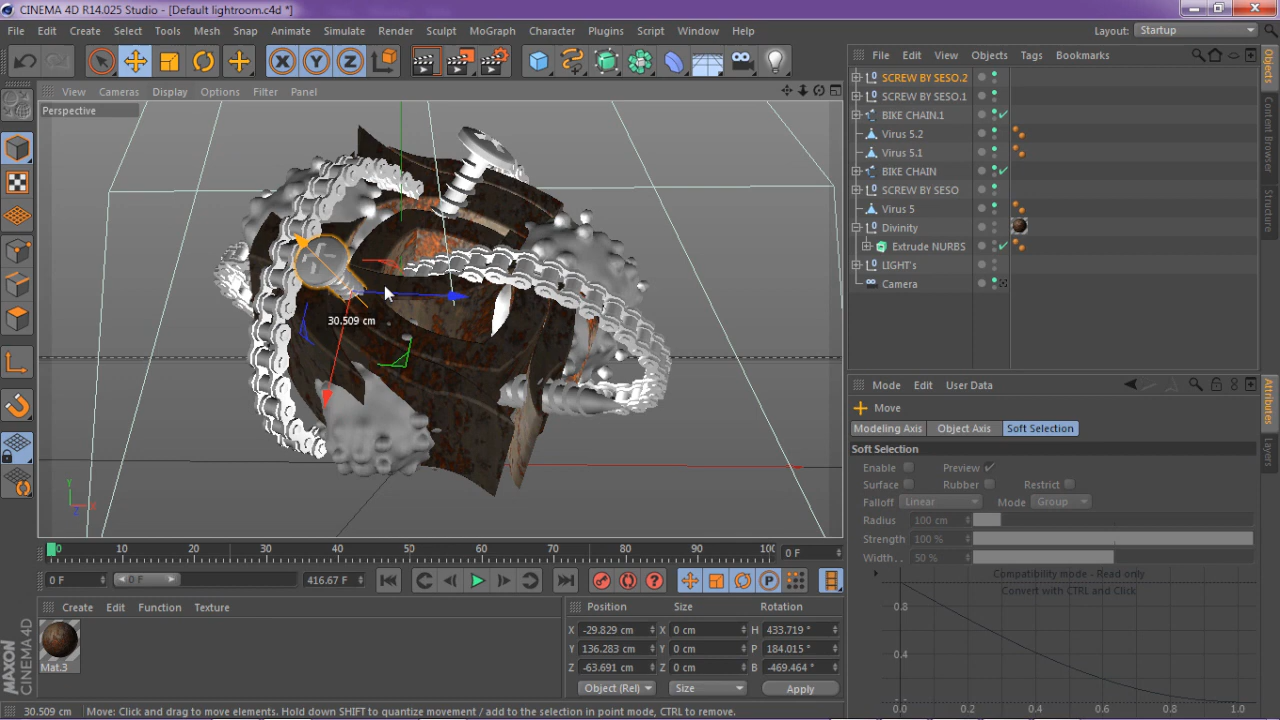 CINEMA 4D R14.025 Studio - [Default lightroom.c4d *]
File Edit Create Select Tools Mesh Snap Animate Simulate Render Sculpt MoGraph Character Plugins Script Window Help Layout: Startup
File Edit View Objects Tags Bookmarks
View Cameras Display Options Filter Panel
Perspective
30.509 cm
Y
X
Z
SCREW BY SESO.2
SCREW BY SESO.1
BIKE CHAIN.1
Virus 5.2
Virus 5.1
BIKE CHAIN
SCREW BY SESO
Virus 5
Divinity
Extrude NURBS
LIGHT's
Camera
Objects
Content Browser
Structure
Mode Edit User Data
Move
Modeling Axis Object Axis Soft Selection
Soft Selection
Enable Preview
Surface Rubber Restrict
Falloff Linear Mode Group
Radius 100 cm
Strength 100 %
Width. . 50 %
Compatibility mode - Read only
Convert with CTRL and Click
0.8
0.4
0.0 0.2 0.4 0.6 0.8 1.0
Attributes
Layers
0 10 20 30 40 50 60 70 80 90 100 0 F
0 F 0 F 416.67 F
Create Edit Function Texture
Mat.3
Position Size Rotation
X -29.829 cm X 0 cm H 433.719 °
Y 136.283 cm Y 0 cm P 184.015 °
Z -63.691 cm Z 0 cm B -469.464 °
Object (Rel) Size Apply
MAXON CINEMA 4D
30.509 cm Move: Click and drag to move elements. Hold down SHIFT to quantize movement / add to the selection in point mode, CTRL to remove.